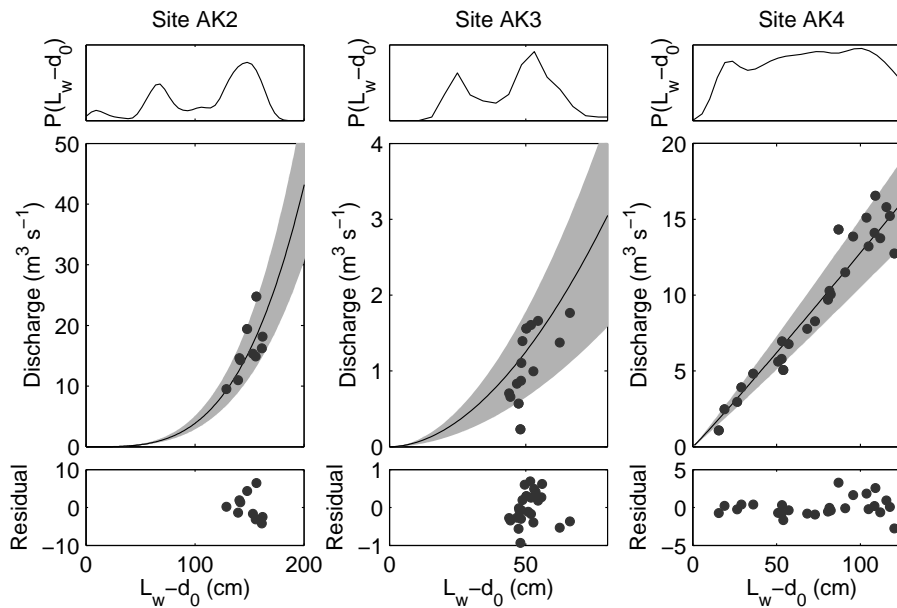 Site AK2
Site AK3
Site AK4
P(L_w−d_0)
P(L_w−d_0)
P(L_w−d_0)
50
40
30
20
10
0
Discharge (m³ s⁻¹)
4
3
2
1
0
Discharge (m³ s⁻¹)
20
15
10
5
0
Discharge (m³ s⁻¹)
10
0
−10
Residual
0 100 200
L_w−d_0 (cm)
1
0
−1
Residual
0 50
L_w−d_0 (cm)
5
0
−5
Residual
0 50 100
L_w−d_0 (cm)